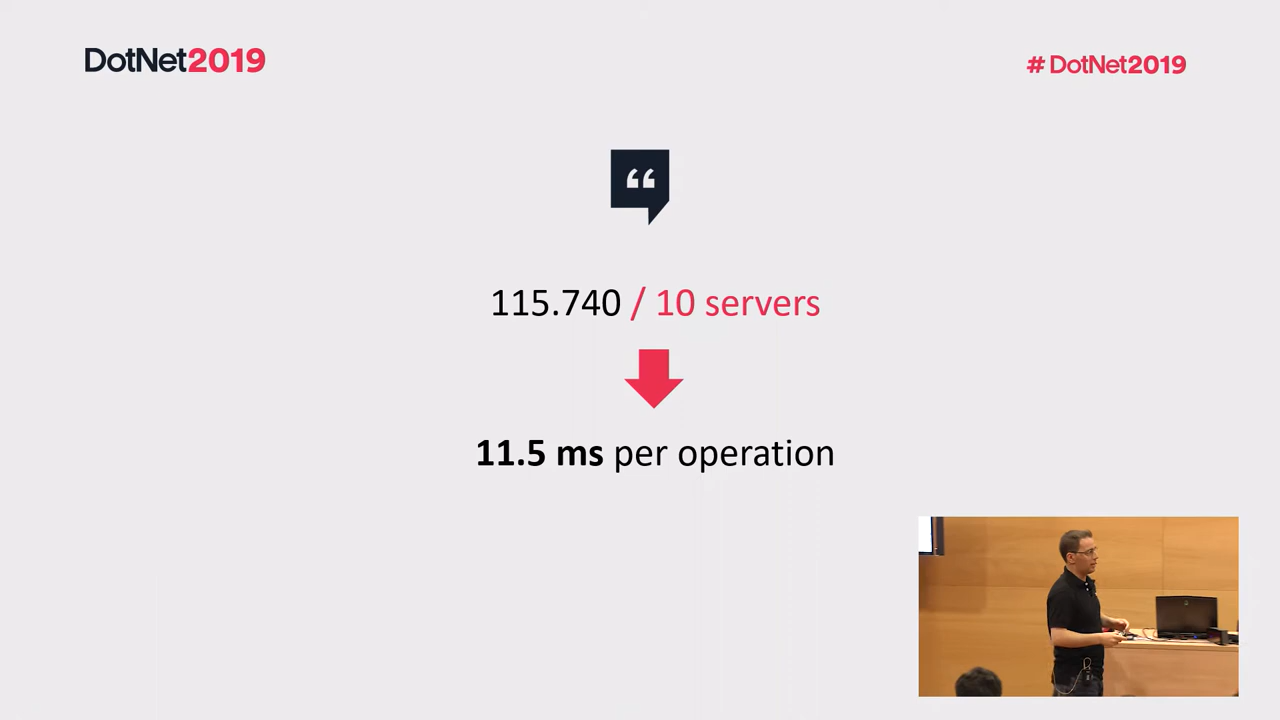 DotNet2019
# DotNet2019
“
115.740 / 10 servers
11.5 ms per operation